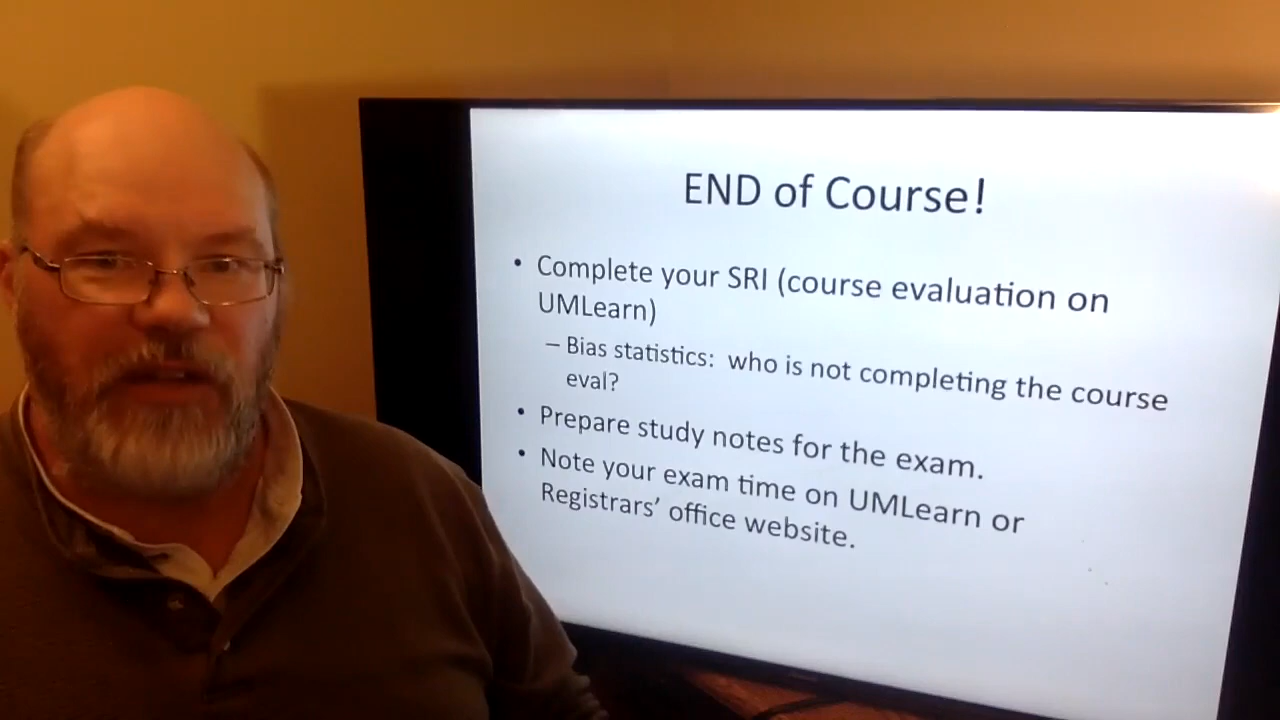 END of Course!
• Complete your SRI (course evaluation on
UMLearn)
– Bias statistics: who is not completing the course
eval?
• Prepare study notes for the exam.
• Note your exam time on UMLearn or
Registrars’ office website.